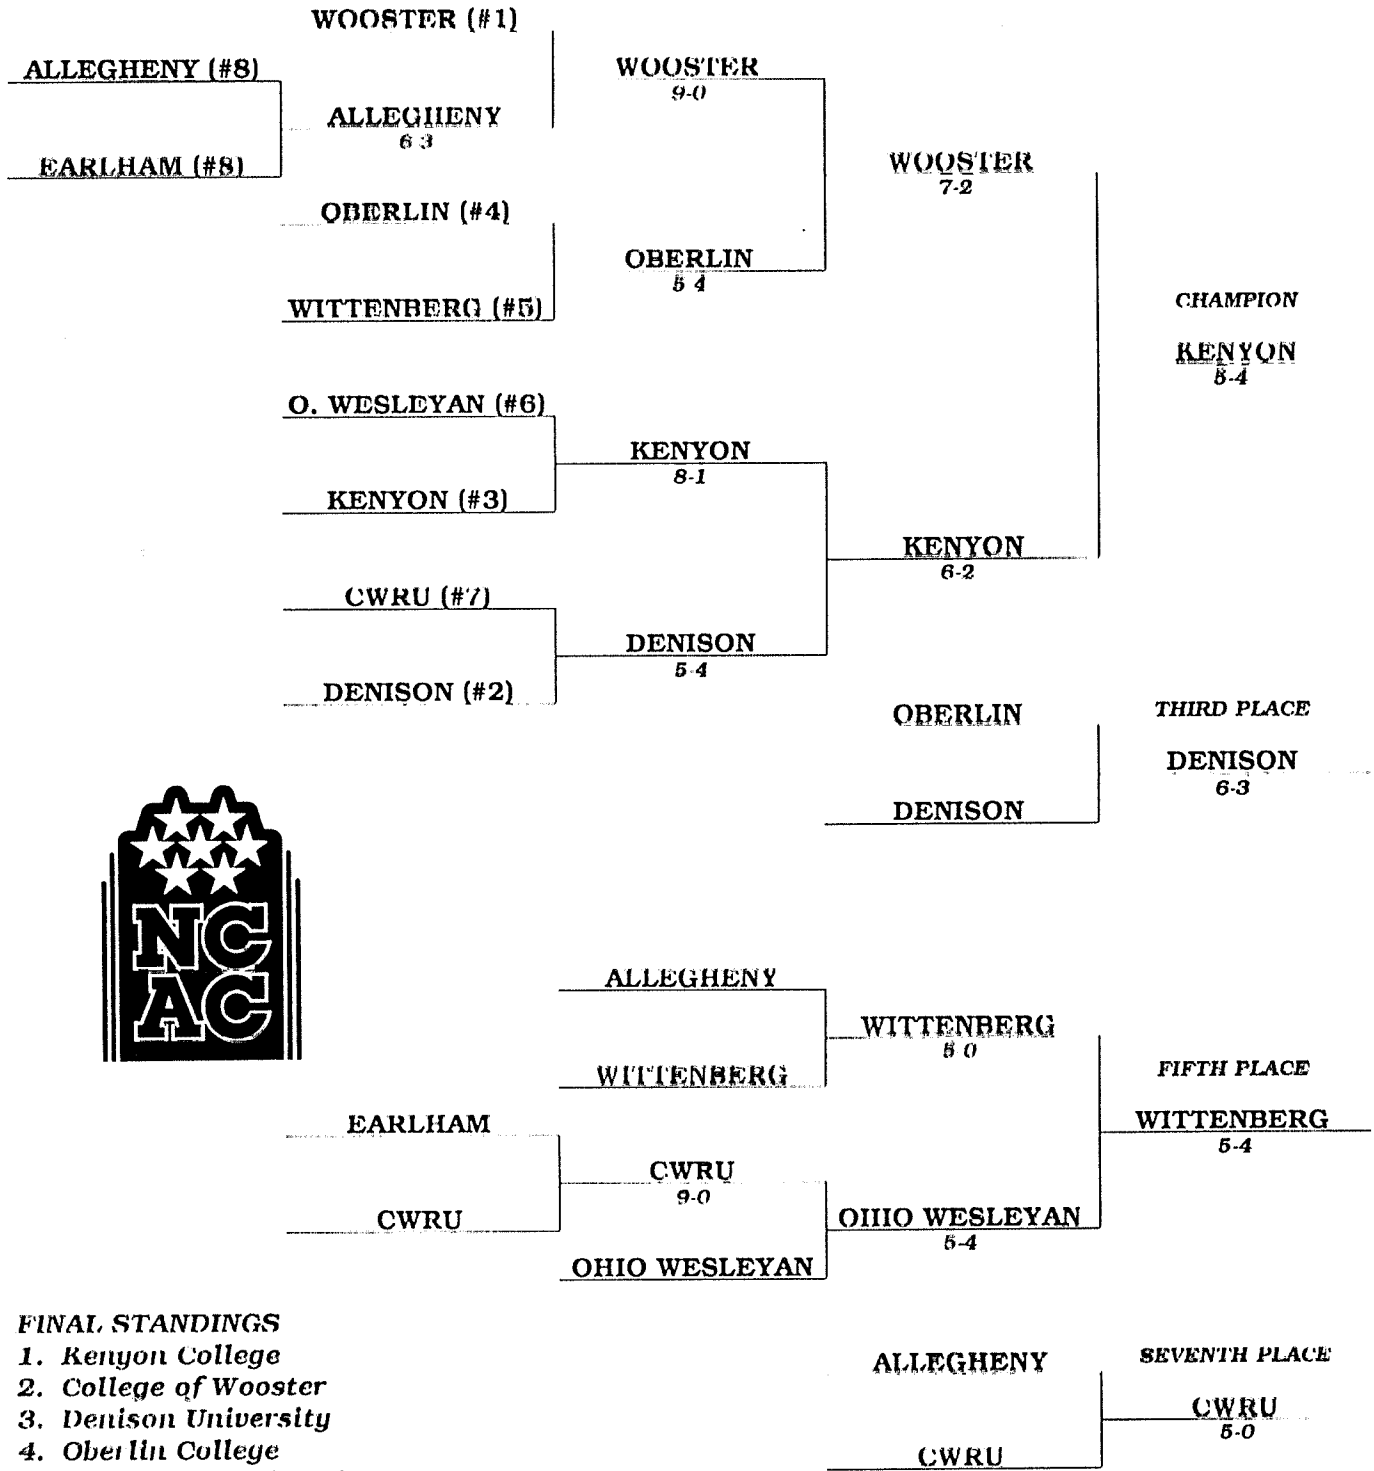 WOOSTER (#1)
ALLEGHENY (#8)
WOOSTER
9-0
ALLEGHENY
6 3
EARLHAM (#8)
WOOSTER
7-2
OBERLIN (#4)
OBERLIN
5 4
WITTENBERG (#5)
CHAMPION
KENYON
5-4
O. WESLEYAN (#6)
KENYON
8-1
KENYON (#3)
KENYON
6-2
CWRU (#7)
DENISON
5-4
DENISON (#2)
OBERLIN
THIRD PLACE
DENISON
6-3
DENISON
NC
AC
ALLEGHENY
WITTENBERG
5 0
WITTENBERG
FIFTH PLACE
WITTENBERG
5-4
EARLHAM
CWRU
9-0
CWRU
OHIO WESLEYAN
5-4
OHIO WESLEYAN
FINAL STANDINGS
1. Kenyon College
2. College of Wooster
3. Denison University
4. Oberlin College
ALLEGHENY
SEVENTH PLACE
CWRU
5-0
CWRU